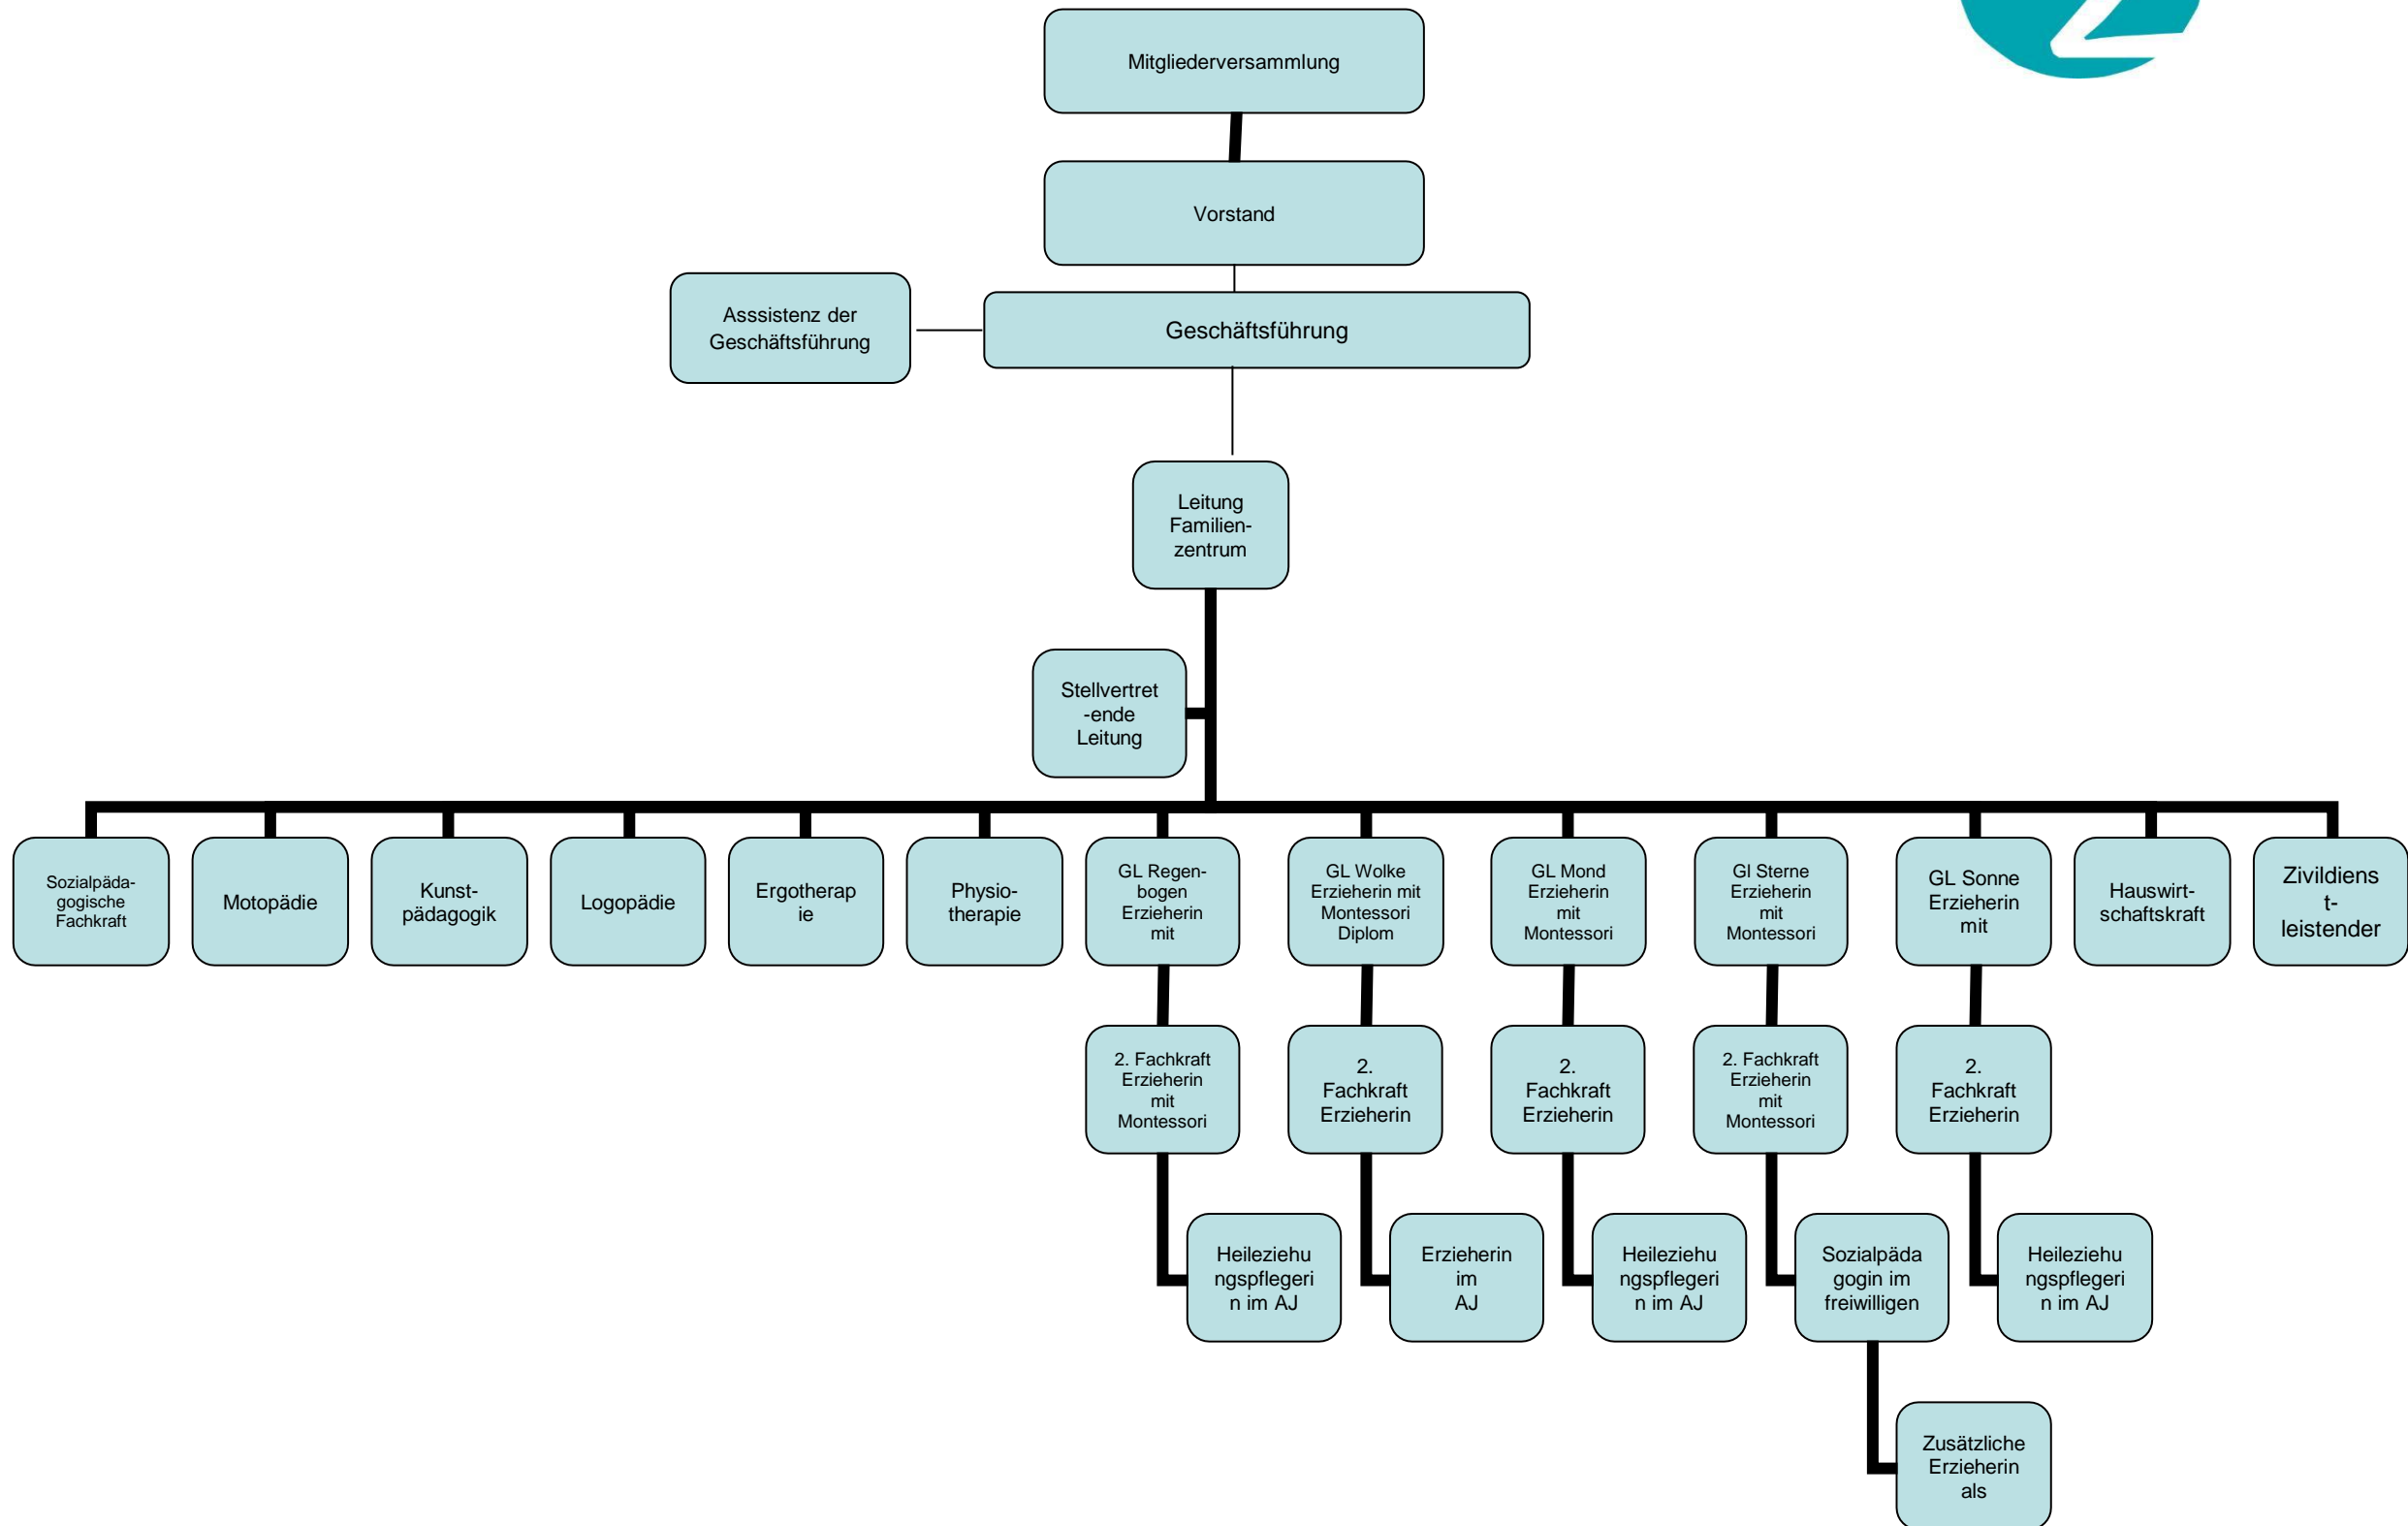 Mitgliederversammlung
Vorstand
Asssistenz der
Geschäftsführung
Geschäftsführung
Leitung
Familien-
zentrum
Stellvertret
-ende
Leitung
Sozialpäda-
gogische
Fachkraft
Motopädie
Kunst-
pädagogik
Logopädie
Ergotherap
ie
Physio-
therapie
GL Regen-
bogen
Erzieherin
mit
GL Wolke
Erzieherin mit
Montessori
Diplom
GL Mond
Erzieherin
mit
Montessori
Gl Sterne
Erzieherin
mit
Montessori
GL Sonne
Erzieherin
mit
Hauswirt-
schaftskraft
Zivildiens
t-
leistender
2. Fachkraft
Erzieherin
mit
Montessori
2.
Fachkraft
Erzieherin
2.
Fachkraft
Erzieherin
2. Fachkraft
Erzieherin
mit
Montessori
2.
Fachkraft
Erzieherin
Heileziehu
ngspflegeri
n im AJ
Erzieherin
im
AJ
Heileziehu
ngspflegeri
n im AJ
Sozialpäda
gogin im
freiwilligen
Heileziehu
ngspflegeri
n im AJ
Zusätzliche
Erzieherin
als